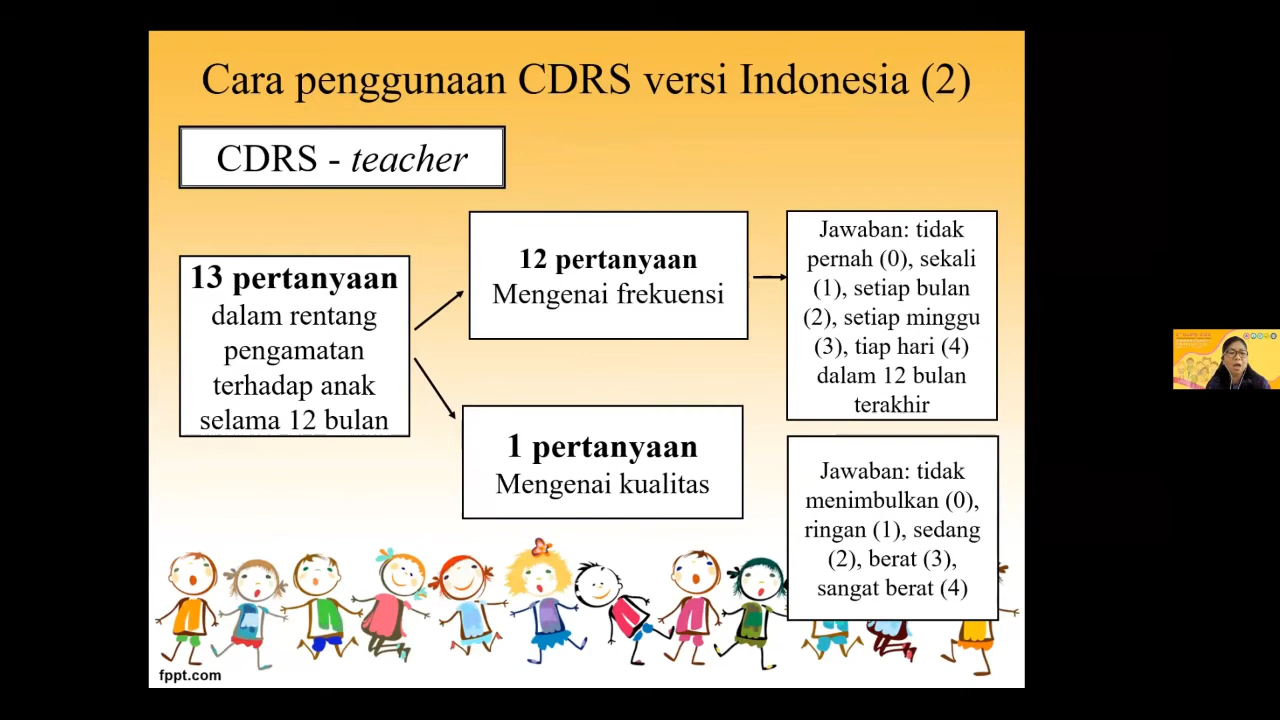 Cara penggunaan CDRS versi Indonesia (2)
CDRS - teacher
13 pertanyaan
dalam rentang
pengamatan
terhadap anak
selama 12 bulan
12 pertanyaan
Mengenai frekuensi
Jawaban: tidak
pernah (0), sekali
(1), setiap bulan
(2), setiap minggu
(3), tiap hari (4)
dalam 12 bulan
terakhir
1 pertanyaan
Mengenai kualitas
Jawaban: tidak
menimbulkan (0),
ringan (1), sedang
(2), berat (3),
sangat berat (4)
fppt.com